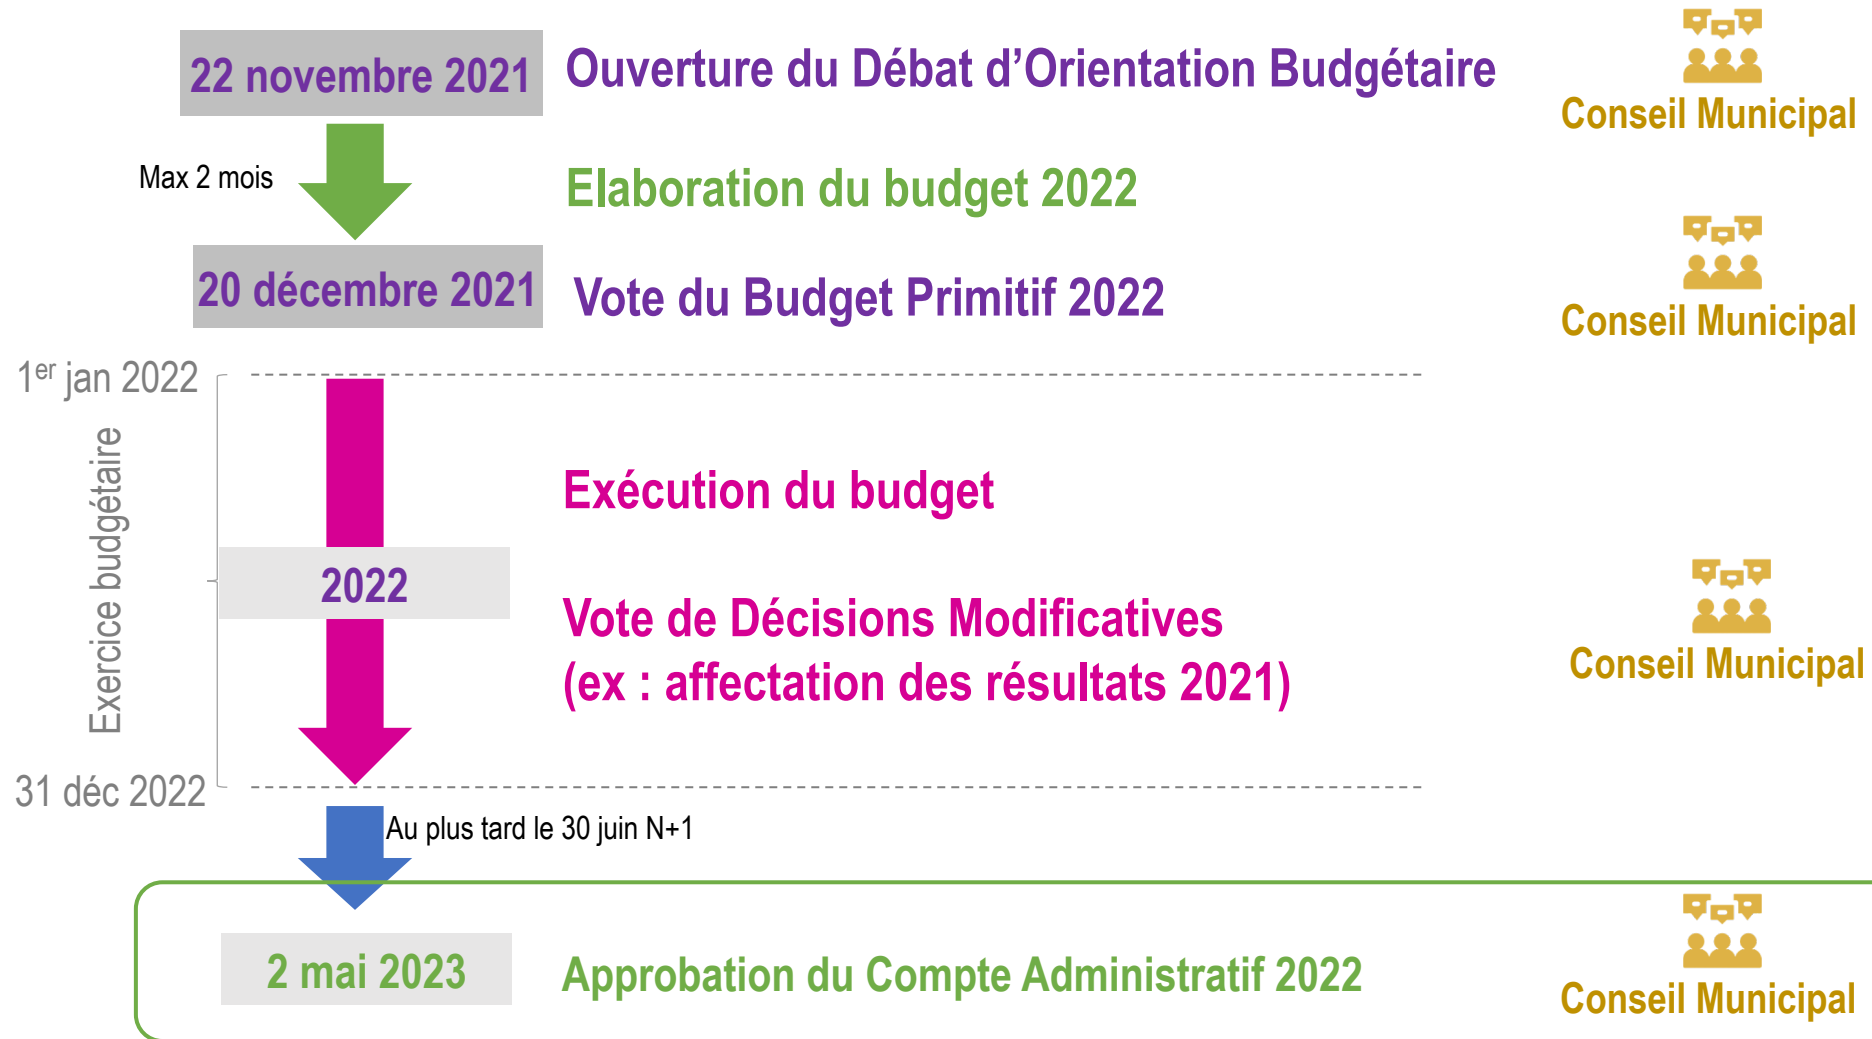 22 novembre 2021
Ouverture du Débat d’Orientation Budgétaire
Conseil Municipal
Max 2 mois
Elaboration du budget 2022
20 décembre 2021
Vote du Budget Primitif 2022
Conseil Municipal
1er jan 2022
Exercice budgétaire
Exécution du budget
2022
Vote de Décisions Modificatives
(ex : affectation des résultats 2021)
Conseil Municipal
31 déc 2022
Au plus tard le 30 juin N+1
2 mai 2023
Approbation du Compte Administratif 2022
Conseil Municipal